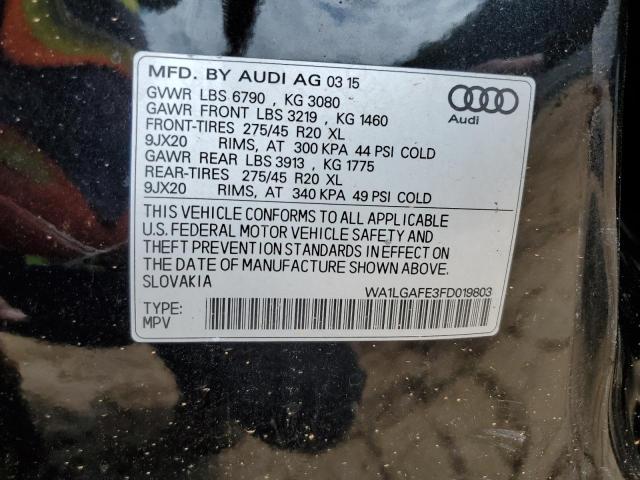 MFD. BY AUDI AG 03 15
GVWR LBS 6790 , KG 3080
GAWR FRONT LBS 3219 , KG 1460
FRONT-TIRES 275/45 R20 XL
9JX20 RIMS, AT 300 KPA 44 PSI COLD
GAWR REAR LBS 3913 , KG 1775
REAR-TIRES 275/45 R20 XL
9JX20 RIMS, AT 340 KPA 49 PSI COLD
Audi
THIS VEHICLE CONFORMS TO ALL APPLICABLE
U.S. FEDERAL MOTOR VEHICLE SAFETY AND
THEFT PREVENTION STANDARDS IN EFFECT ON
THE DATE OF MANUFACTURE SHOWN ABOVE.
SLOVAKIA
WA1LGAFE3FD019803
TYPE:
MPV